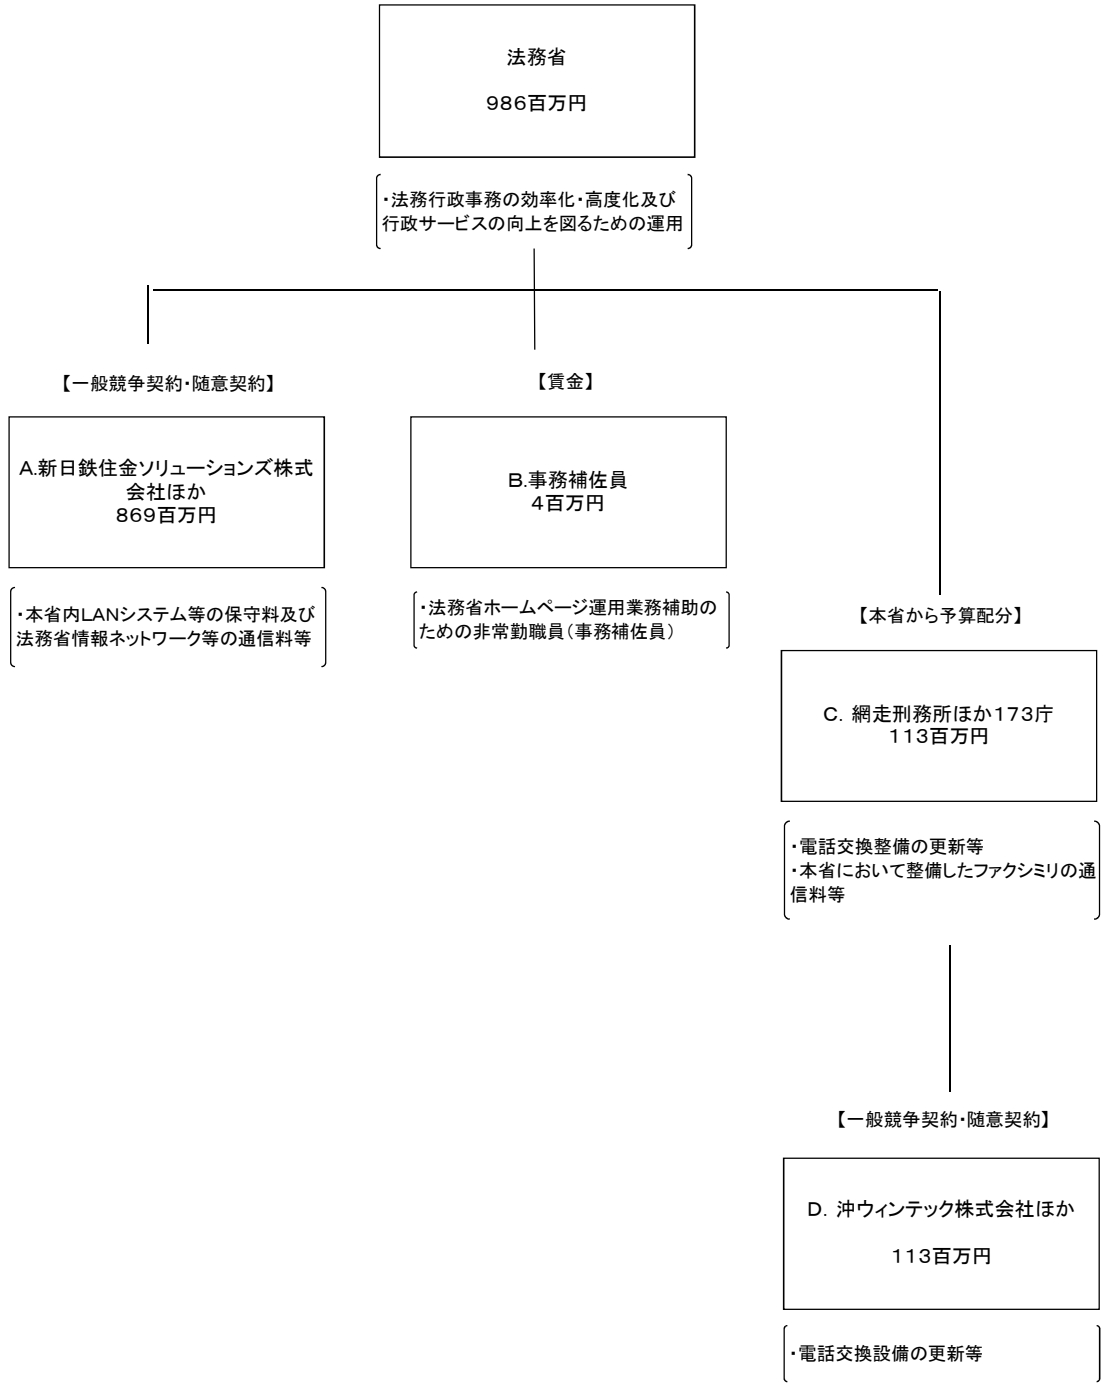 法務省
986百万円
・法務行政事務の効率化・高度化及び
行政サービスの向上を図るための運用
【一般競争契約・随意契約】
A.新日鉄住金ソリューションズ株式
会社ほか
869百万円
・本省内LANシステム等の保守料及び
法務省情報ネットワーク等の通信料等
【賃金】
B.事務補佐員
4百万円
・法務省ホームページ運用業務補助の
ための非常勤職員（事務補佐員）
【本省から予算配分】
C. 網走刑務所ほか173庁
113百万円
・電話交換整備の更新等
・本省において整備したファクシミリの通
信料等
【一般競争契約・随意契約】
D. 沖ウィンテック株式会社ほか
113百万円
・電話交換設備の更新等